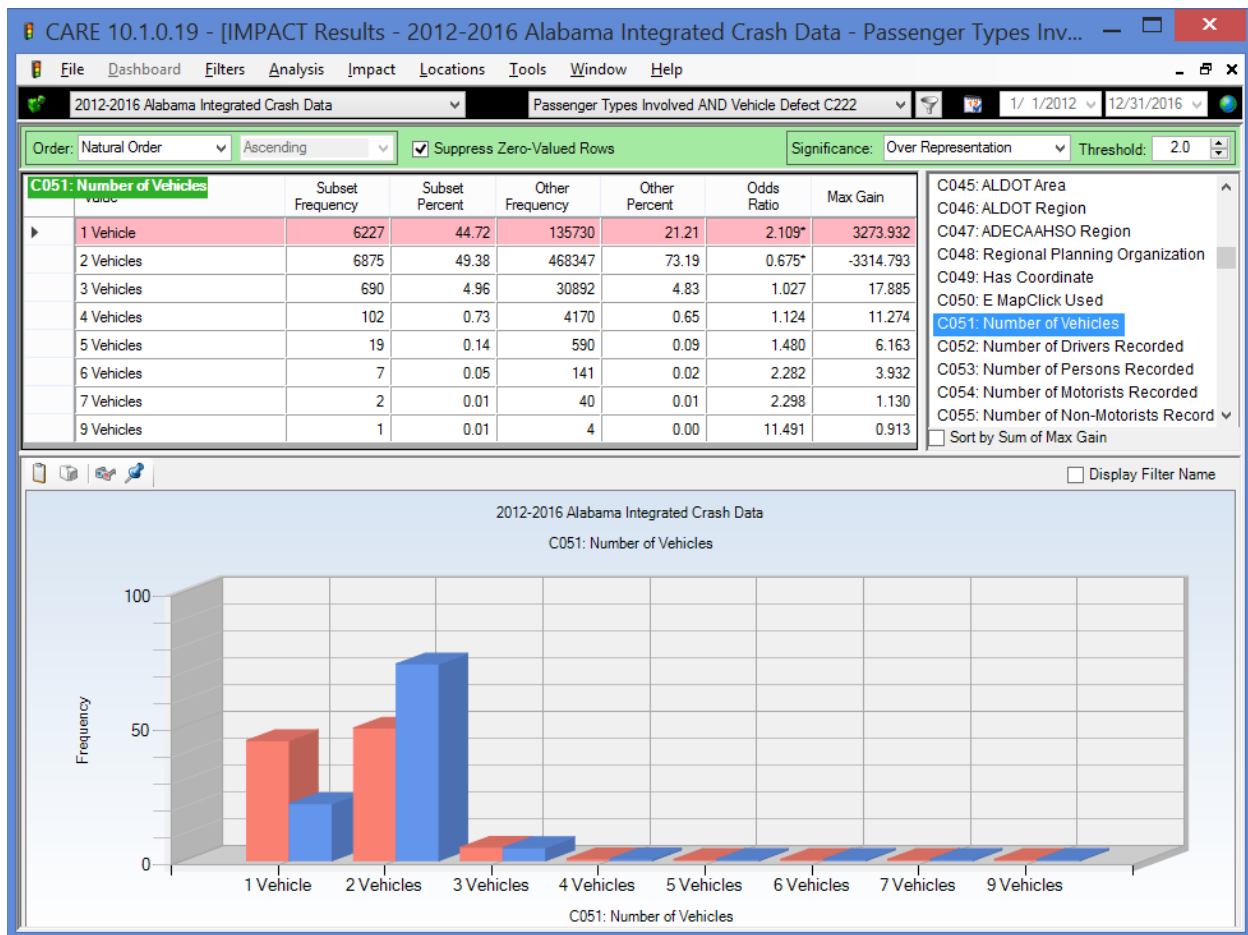 CARE 10.1.0.19 - [IMPACT Results - 2012-2016 Alabama Integrated Crash Data - Passenger Types Inv...
File Dashboard Filters Analysis Impact Locations Tools Window Help
2012-2016 Alabama Integrated Crash Data Passenger Types Involved AND Vehicle Defect C222 1/ 1/2012 12/31/2016
Order: Natural Order Ascending Suppress Zero-Valued Rows Significance: Over Representation Threshold: 2.0
C051: Number of Vehicles
Value Subset Frequency Subset Percent Other Frequency Other Percent Odds Ratio Max Gain
1 Vehicle 6227 44.72 135730 21.21 2.109* 3273.932
2 Vehicles 6875 49.38 468347 73.19 0.675* -3314.793
3 Vehicles 690 4.96 30892 4.83 1.027 17.885
4 Vehicles 102 0.73 4170 0.65 1.124 11.274
5 Vehicles 19 0.14 590 0.09 1.480 6.163
6 Vehicles 7 0.05 141 0.02 2.282 3.932
7 Vehicles 2 0.01 40 0.01 2.298 1.130
9 Vehicles 1 0.01 4 0.00 11.491 0.913
C045: ALDOT Area
C046: ALDOT Region
C047: ADECAAHSO Region
C048: Regional Planning Organization
C049: Has Coordinate
C050: E MapClick Used
C051: Number of Vehicles
C052: Number of Drivers Recorded
C053: Number of Persons Recorded
C054: Number of Motorists Recorded
C055: Number of Non-Motorists Record
Sort by Sum of Max Gain
Display Filter Name
2012-2016 Alabama Integrated Crash Data
C051: Number of Vehicles
Frequency
100
50
0
1 Vehicle 2 Vehicles 3 Vehicles 4 Vehicles 5 Vehicles 6 Vehicles 7 Vehicles 9 Vehicles
C051: Number of Vehicles